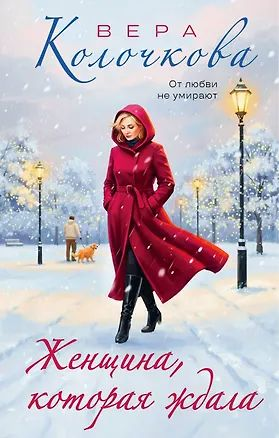 ВЕРА
Колочкова
От любви
не умирают
Женщина,
которая ждала